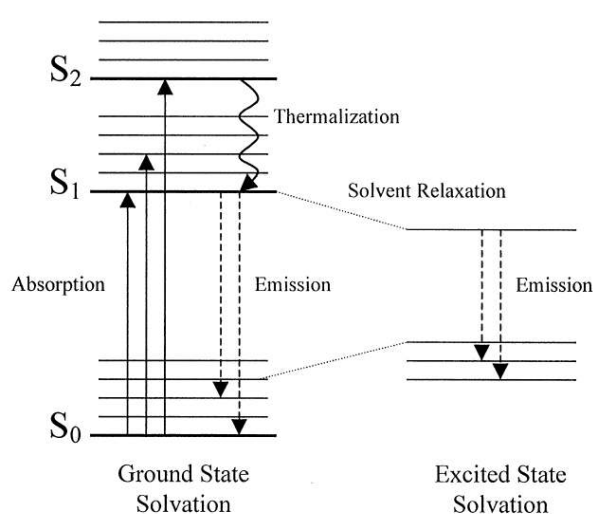 S2
Thermalization
S1
Solvent Relaxation
Absorption
Emission
Emission
S0
Ground State
Solvation
Excited State
Solvation